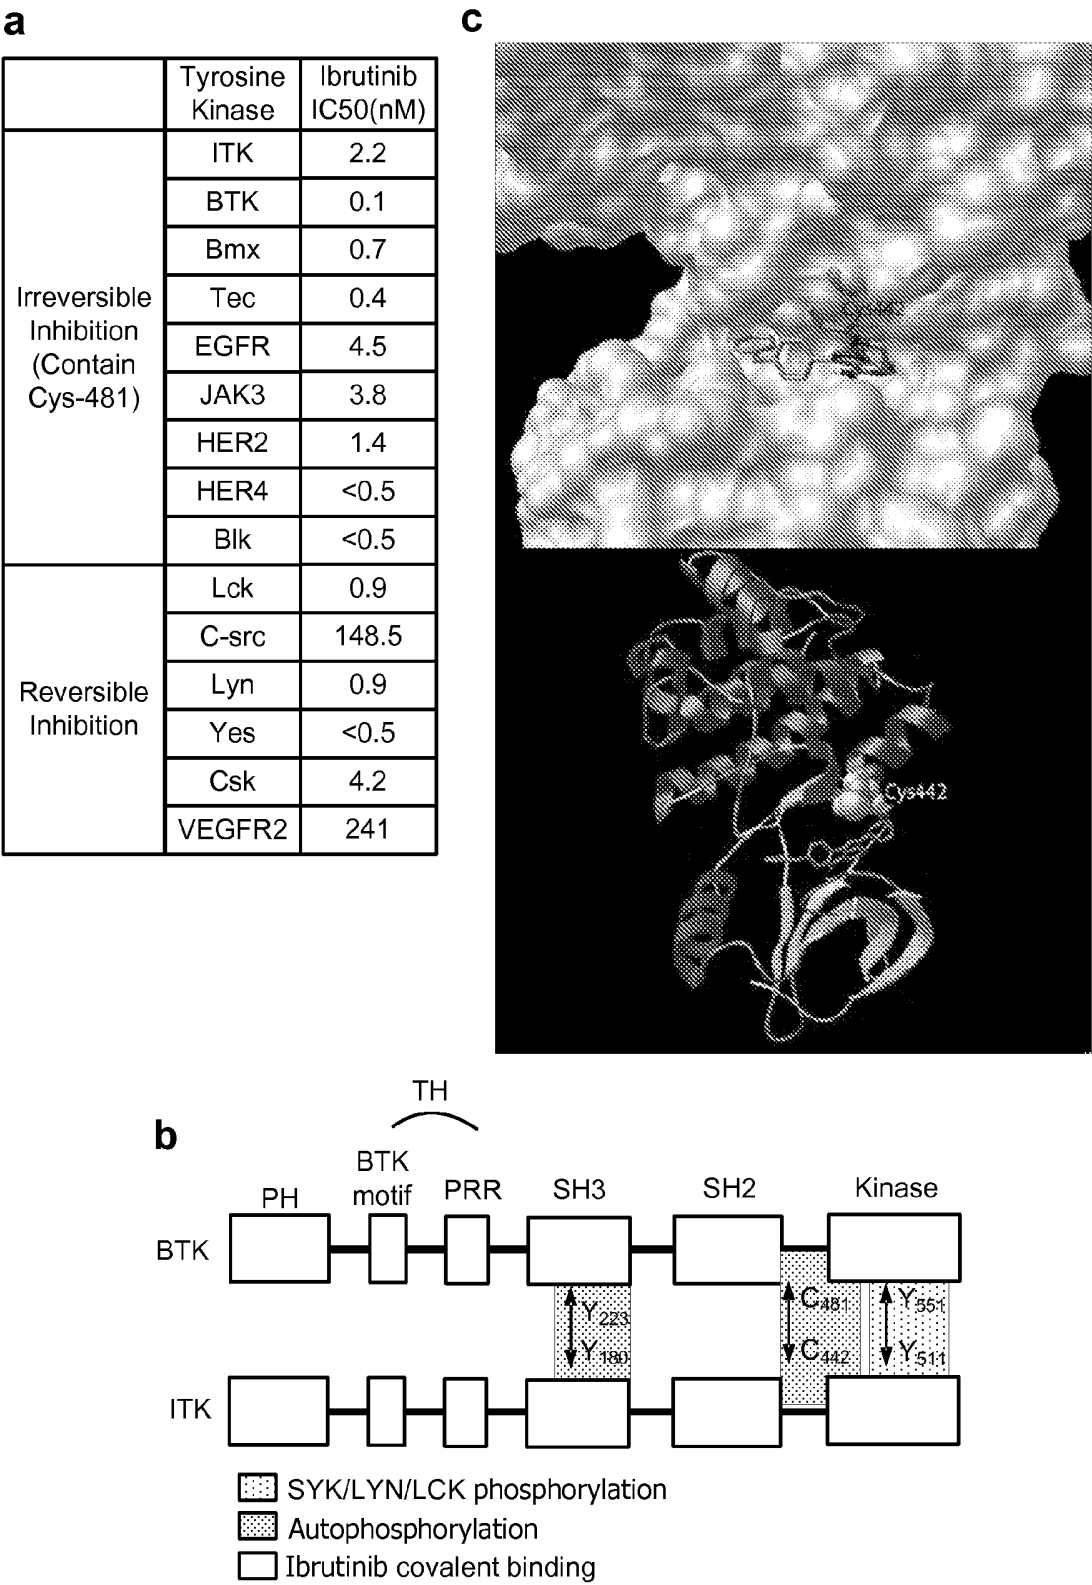 a
Tyrosine
Kinase
Ibrutinib
IC50(nM)
Irreversible
Inhibition
(Contain
Cys-481)
ITK 2.2
BTK 0.1
Bmx 0.7
Tec 0.4
EGFR 4.5
JAK3 3.8
HER2 1.4
HER4 <0.5
Blk <0.5
Reversible
Inhibition
Lck 0.9
C-src 148.5
Lyn 0.9
Yes <0.5
Csk 4.2
VEGFR2 241
c
Cys442
Cys442
b
TH
PH
BTK
motif
PRR
SH3
SH2
Kinase
BTK
Y223
C481
Y551
Y180
C442
Y511
ITK
SYK/LYN/LCK phosphorylation
Autophosphorylation
Ibrutinib covalent binding